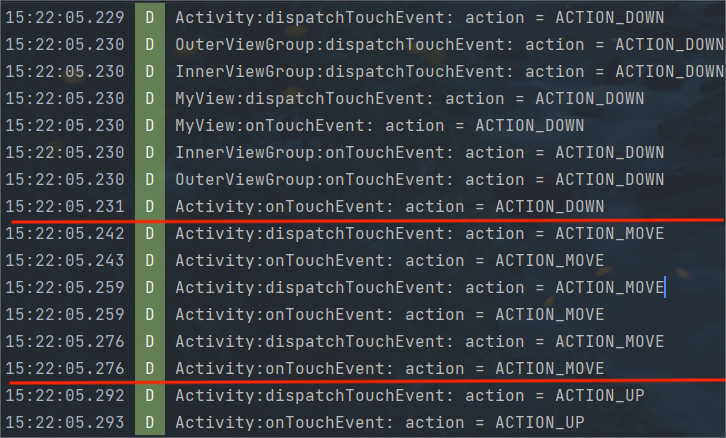 15:22:05.229 D Activity:dispatchTouchEvent: action = ACTION_DOWN
15:22:05.230 D OuterViewGroup:dispatchTouchEvent: action = ACTION_DOWN
15:22:05.230 D InnerViewGroup:dispatchTouchEvent: action = ACTION_DOWN
15:22:05.230 D MyView:dispatchTouchEvent: action = ACTION_DOWN
15:22:05.230 D MyView:onTouchEvent: action = ACTION_DOWN
15:22:05.230 D InnerViewGroup:onTouchEvent: action = ACTION_DOWN
15:22:05.230 D OuterViewGroup:onTouchEvent: action = ACTION_DOWN
15:22:05.231 D Activity:onTouchEvent: action = ACTION_DOWN
15:22:05.242 D Activity:dispatchTouchEvent: action = ACTION_MOVE
15:22:05.243 D Activity:onTouchEvent: action = ACTION_MOVE
15:22:05.259 D Activity:dispatchTouchEvent: action = ACTION_MOVE
15:22:05.259 D Activity:onTouchEvent: action = ACTION_MOVE
15:22:05.276 D Activity:dispatchTouchEvent: action = ACTION_MOVE
15:22:05.276 D Activity:onTouchEvent: action = ACTION_MOVE
15:22:05.292 D Activity:dispatchTouchEvent: action = ACTION_UP
15:22:05.293 D Activity:onTouchEvent: action = ACTION_UP